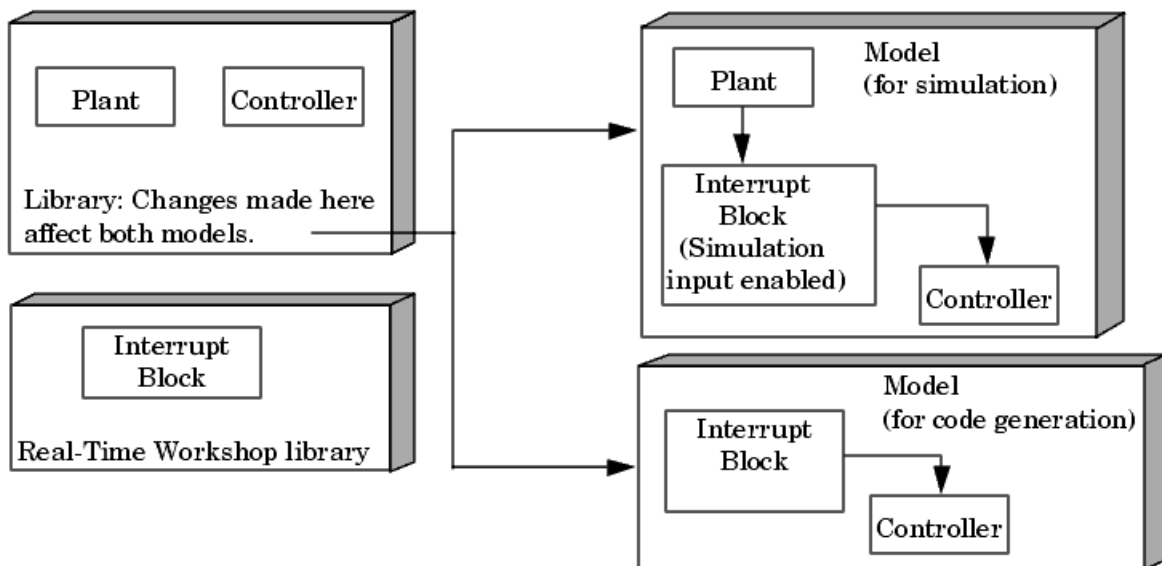 Plant
Controller
Library: Changes made here
affect both models.
Interrupt
Block
Real-Time Workshop library
Model
(for simulation)
Plant
Interrupt
Block
(Simulation
input enabled)
Controller
Model
(for code generation)
Interrupt
Block
Controller